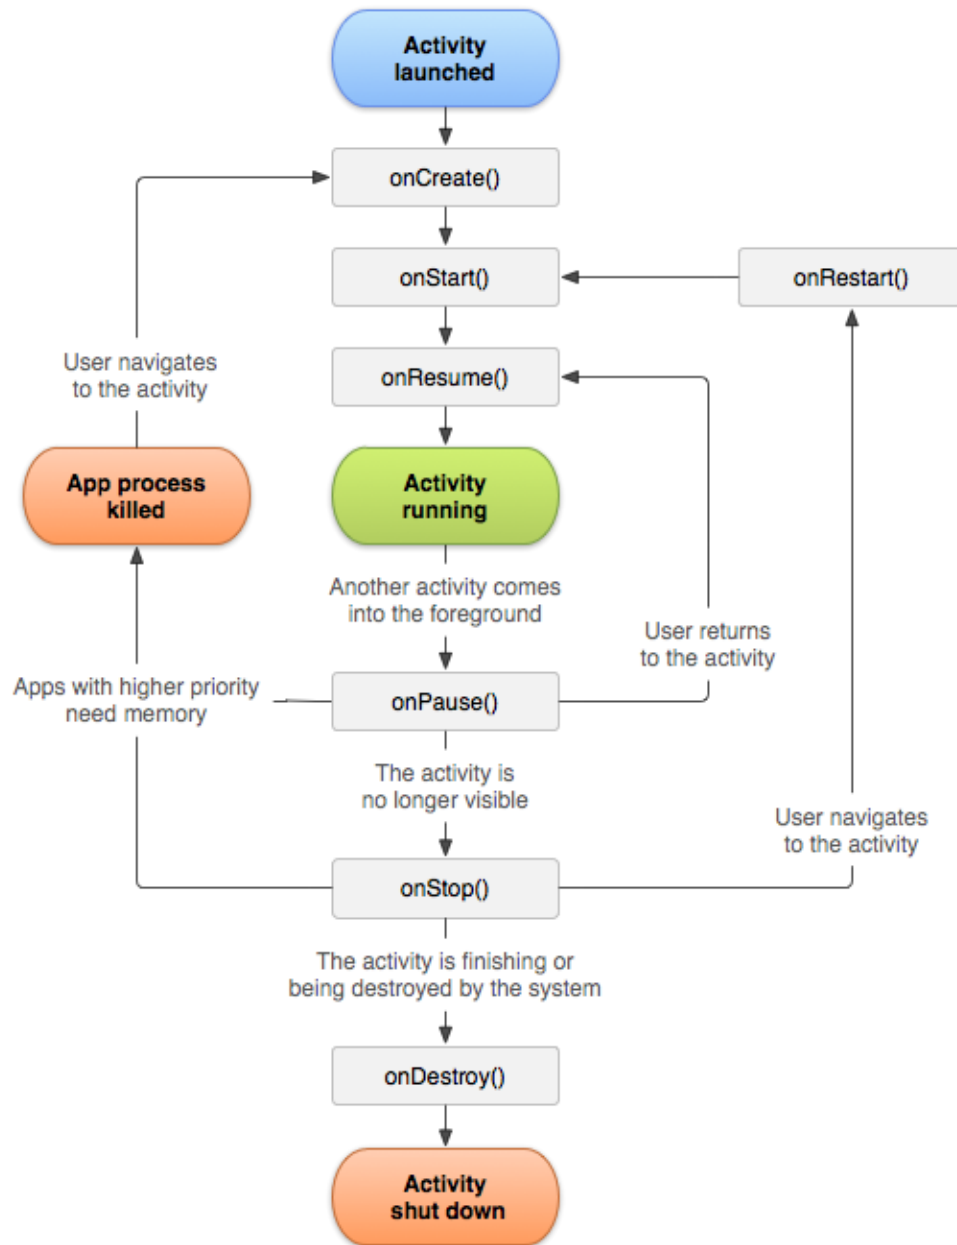 Activity
launched
onCreate()
onStart()
onRestart()
User navigates
to the activity
onResume()
App process
killed
Activity
running
Another activity comes
into the foreground
User returns
to the activity
Apps with higher priority
need memory
onPause()
The activity is
no longer visible
User navigates
to the activity
onStop()
The activity is finishing or
being destroyed by the system
onDestroy()
Activity
shut down